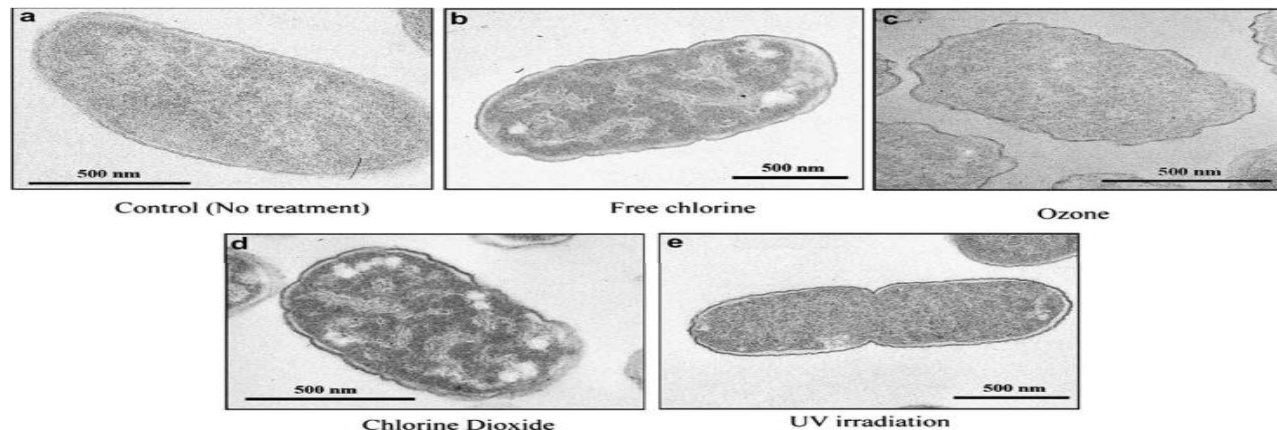 a
500 nm
Control (No treatment)
b
500 nm
Free chlorine
c
500 nm
Ozone
d
500 nm
Chlorine Dioxide
e
500 nm
UV irradiation